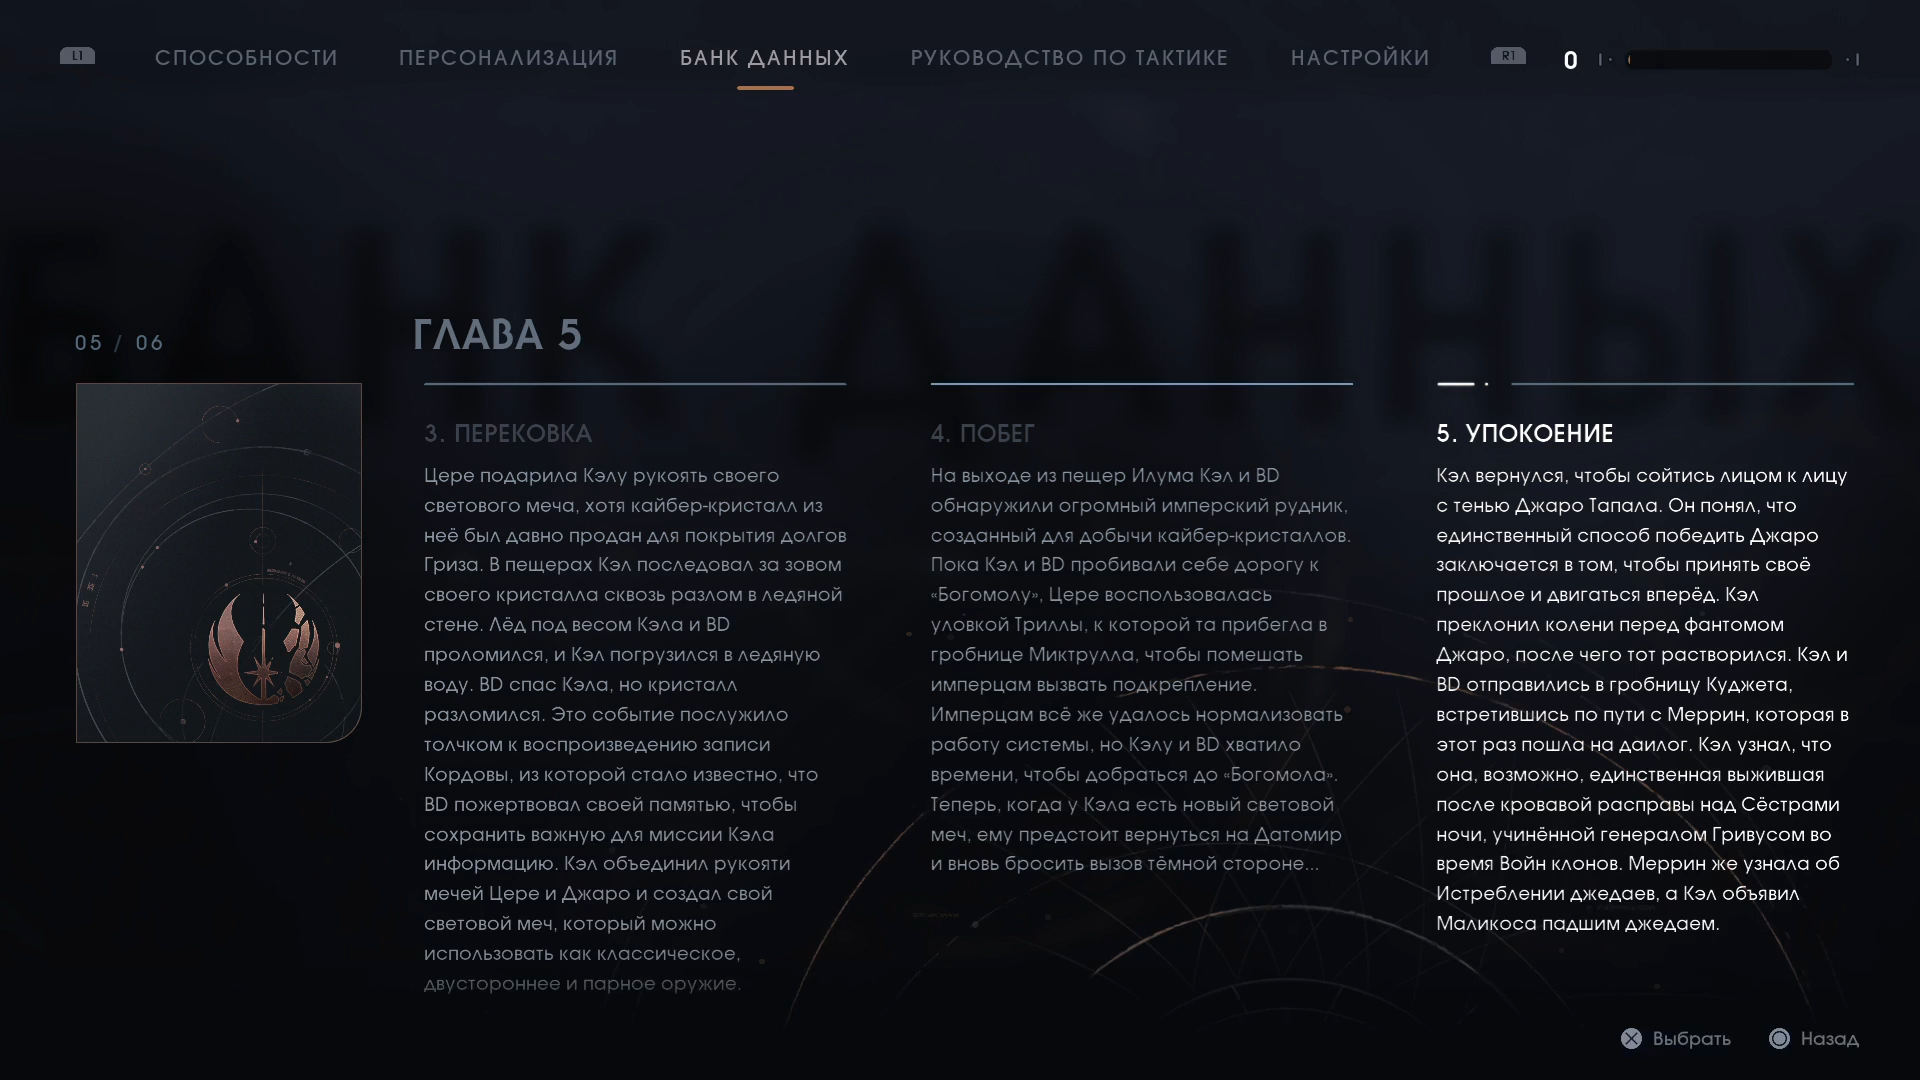 L1 СПОСОБНОСТИ ПЕРСОНАЛИЗАЦИЯ БАНК ДАННЫХ РУКОВОДСТВО ПО ТАКТИКЕ НАСТРОЙКИ R1 0
БАНК ДАННЫХ
05 / 06
ГЛАВА 5
3. ПЕРЕКОВКА
Цере подарила Кэлу рукоять своего
светового меча, хотя кайбер-кристалл из
неё был давно продан для покрытия долгов
Гриза. В пещерах Кэл последовал за зовом
своего кристалла сквозь разлом в ледяной
стене. Лёд под весом Кэла и BD
проломился, и Кэл погрузился в ледяную
воду. BD спас Кэла, но кристалл
разломился. Это событие послужило
толчком к воспроизведению записи
Кордовы, из которой стало известно, что
BD пожертвовал своей памятью, чтобы
сохранить важную для миссии Кэла
информацию. Кэл объединил рукояти
мечей Цере и Джаро и создал свой
световой меч, который можно
использовать как классическое,
двустороннее и парное оружие.
4. ПОБЕГ
На выходе из пещер Илума Кэл и BD
обнаружили огромный имперский рудник,
созданный для добычи кайбер-кристаллов.
Пока Кэл и BD пробивали себе дорогу к
«Богомолу», Цере воспользовалась
уловкой Триллы, к которой та прибегла в
гробнице Миктрулла, чтобы помешать
имперцам вызвать подкрепление.
Имперцам всё же удалось нормализовать
работу системы, но Кэлу и BD хватило
времени, чтобы добраться до «Богомола».
Теперь, когда у Кэла есть новый световой
меч, ему предстоит вернуться на Датомир
и вновь бросить вызов тёмной стороне...
5. УПОКОЕНИЕ
Кэл вернулся, чтобы сойтись лицом к лицу
с тенью Джаро Тапала. Он понял, что
единственный способ победить Джаро
заключается в том, чтобы принять своё
прошлое и двигаться вперёд. Кэл
преклонил колени перед фантомом
Джаро, после чего тот растворился. Кэл и
BD отправились в гробницу Куджета,
встретившись по пути с Меррин, которая в
этот раз пошла на даилог. Кэл узнал, что
она, возможно, единственная выжившая
после кровавой расправы над Сёстрами
ночи, учинённой генералом Гривусом во
время Войн клонов. Меррин же узнала об
Истреблении джедаев, а Кэл объявил
Маликоса падшим джедаем.
Выбрать Назад